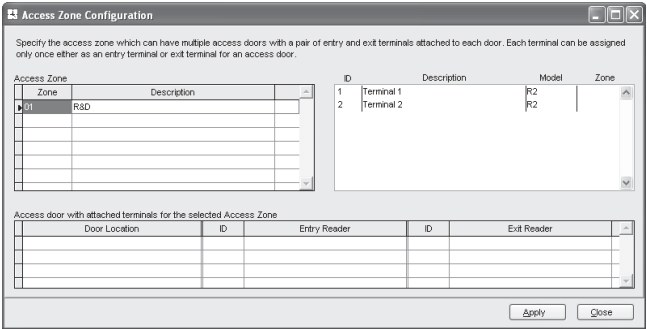 Access Zone Configuration
Specify the access zone which can have multiple access doors with a pair of entry and exit terminals attached to each door. Each terminal can be assigned
only once either as an entry terminal or exit terminal for an access door.
Access Zone
Zone Description
01 R&D
ID Description Model Zone
1 Terminal 1 R2
2 Terminal 2 R2
Access door with attached terminals for the selected Access Zone
Door Location ID Entry Reader ID Exit Reader
Apply Close